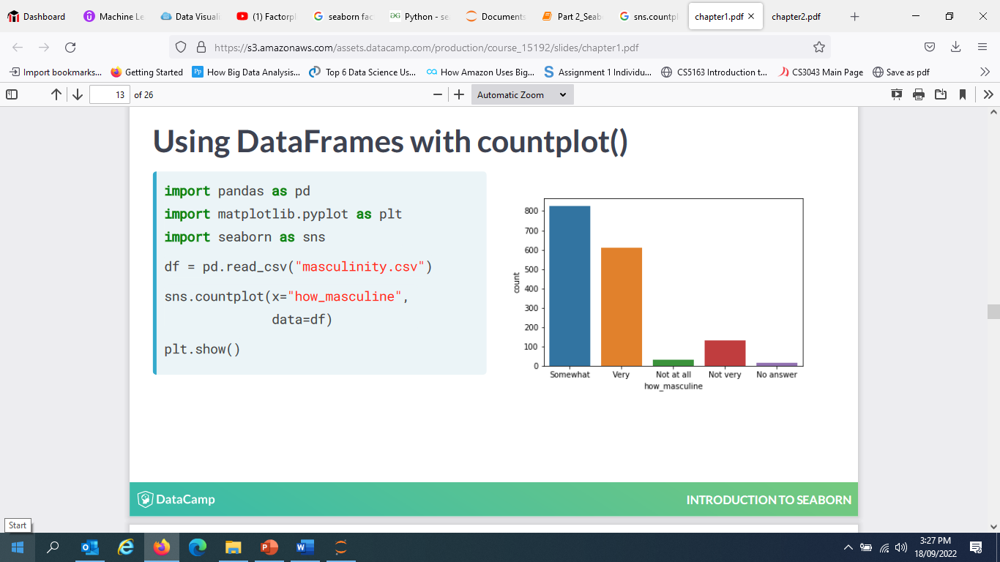 Dashboard
Machine Le
Data Visuali
(1) Factorpl
seaborn fac
Python - se
Documents
Part 2_Seab
sns.countpl
chapter1.pdf
chapter2.pdf
https://s3.amazonaws.com/assets.datacamp.com/production/course_15192/slides/chapter1.pdf
Import bookmarks...
Getting Started
Pp
How Big Data Analysis...
Top 6 Data Science Us...
How Amazon Uses Big...
Assignment 1 Individu...
CS5163 Introduction t...
CS3043 Main Page
Save as pdf
13 of 26
Automatic Zoom
Using DataFrames with countplot()
import pandas as pd
import matplotlib.pyplot as plt
import seaborn as sns
df = pd.read_csv("masculinity.csv")
sns.countplot(x="how_masculine",
data=df)
plt.show()
800
700
600
500
400
300
200
100
0
count
Somewhat
Very
Not at all
Not very
No answer
how_masculine
DataCamp
INTRODUCTION TO SEABORN
Start
3:27 PM
18/09/2022